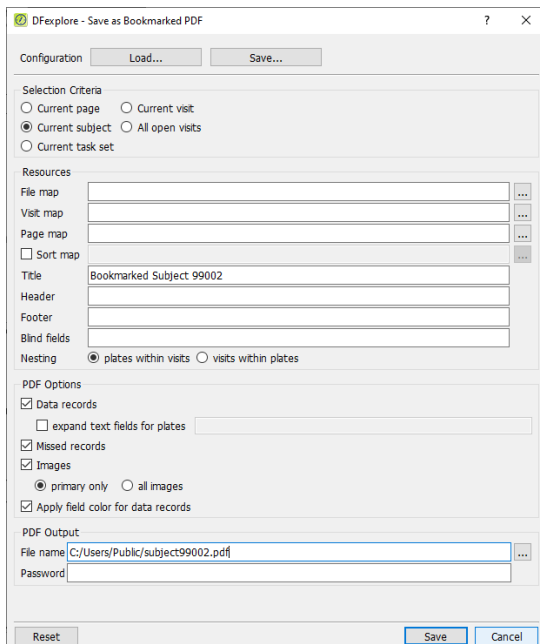 DFexplore - Save as Bookmarked PDF ? ×
Configuration Load... Save...
Selection Criteria
Current page Current visit
Current subject All open visits
Current task set
Resources
File map ...
Visit map ...
Page map ...
Sort map ...
Title Bookmarked Subject 99002
Header
Footer
Blind fields
Nesting plates within visits visits within plates
PDF Options
Data records
expand text fields for plates
Missed records
Images
primary only all images
Apply field color for data records
PDF Output
File name C:/Users/Public/subject99002.pdf ...
Password
Reset Save Cancel